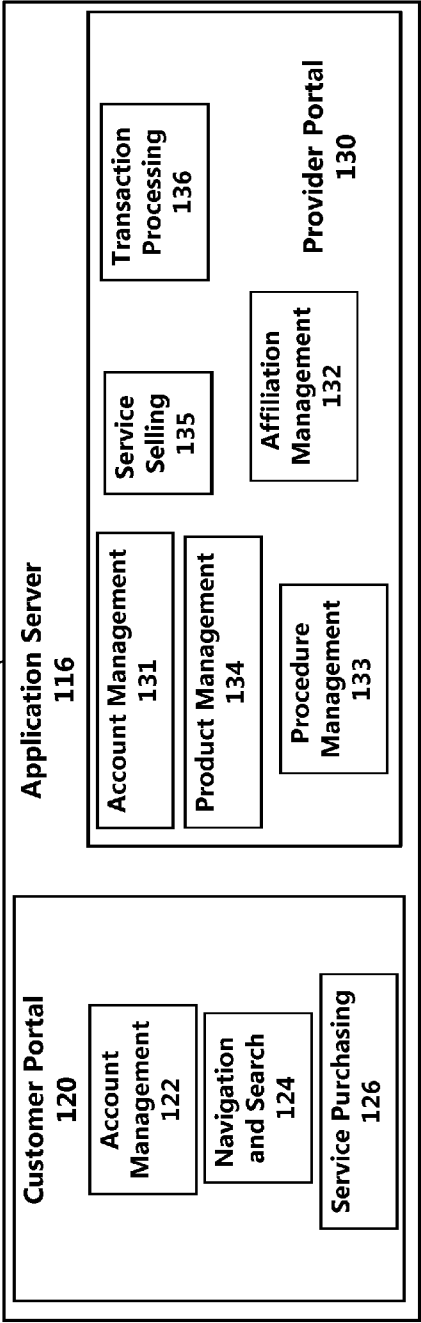 Application Server
116
Customer Portal
120
Account
Management
122
Navigation
and Search
124
Service Purchasing
126
Account Management
131
Product Management
134
Procedure
Management
133
Service
Selling
135
Affiliation
Management
132
Transaction
Processing
136
Provider Portal
130